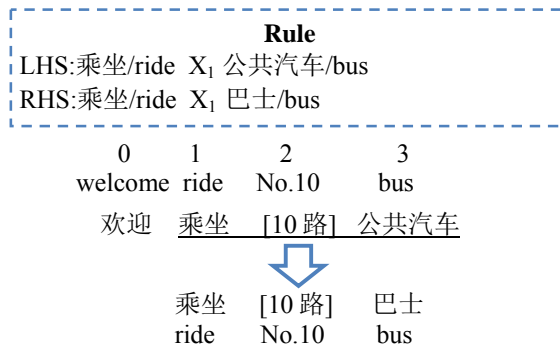 Rule
LHS:乘坐/ride X₁ 公共汽车/bus
RHS:乘坐/ride X₁ 巴士/bus
0 1 2 3
welcome ride No.10 bus
欢迎 乘坐 [10 路] 公共汽车
乘坐 [10 路] 巴士
ride No.10 bus